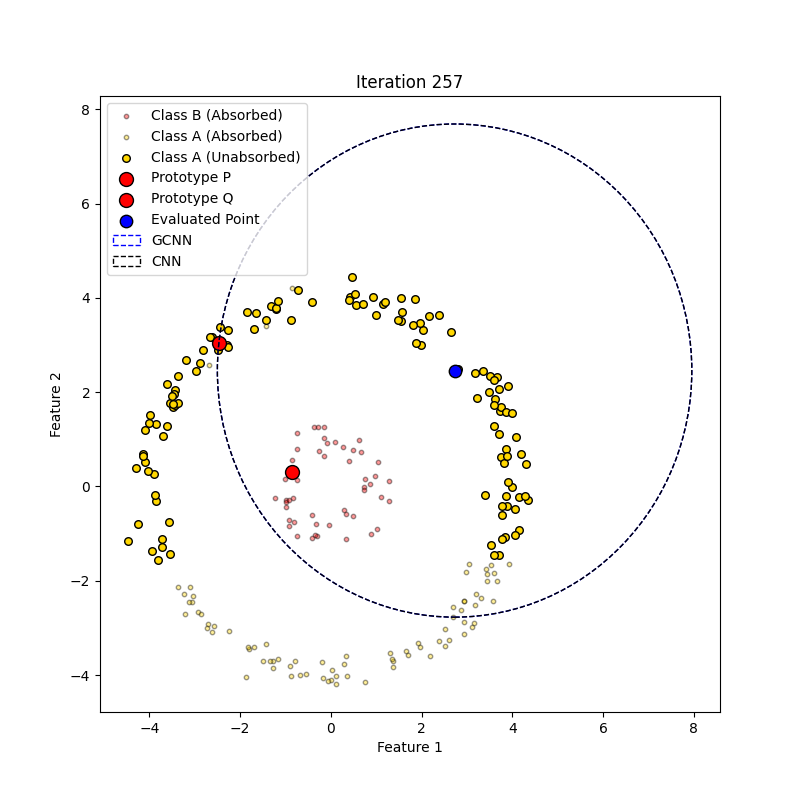 Iteration 257
Class B (Absorbed)
Class A (Absorbed)
Class A (Unabsorbed)
Prototype P
Prototype Q
Evaluated Point
GCNN
CNN
8
6
4
2
0
−2
−4
Feature 2
−4 −2 0 2 4 6 8
Feature 1